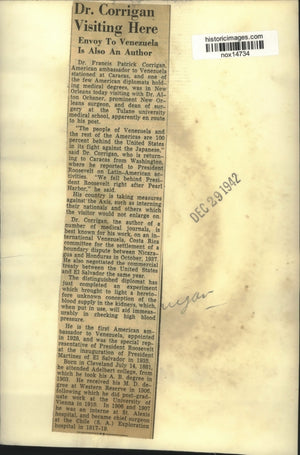 Dr. Corrigan
Visiting Here
Envoy To Venezuela
Is Also an Author
Dr. Francis Patrick Corrigan,
American ambassador to Venezuela
stationed at Caracas, and one of
the few American diplomats hold-
ing medical degrees, was in New
Orleans today visiting with Dr. Al-
ton Ochsner, prominent New Or-
leans surgeon, and dean of sur-
gery at the Tulane university
medical school, apparently en route
to his post.
"The people of Venezuela and
the rest of the Americas are 100
percent behind the United States
in its fight against the Japanese,"
said Dr. Corrigan, who is return-
ing to Caracas from Washington,
where he reported to President
Roosevelt on Latin-American ac-
tivities. "We fell behind Presi-
dent Roosevelt right after Pearl
Harbor," he said.
His country is taking measures
against the Axis, such as interning
their nationals and others which
the visitor would not enlarge on.
Dr. Corrigan, the author of a
number of medical journals, is
best known for his work, on an in-
ternational Venezuela, Costa Rica
committee for the settlement of a
boundary dispute between Nicara-
gua and Honduras in October, 1937.
He also negotiated the commercial
treaty between the United States
and El Salvador the same year.
The distinguished diplomat has
just completed an experiment
which brought to light a hereto-
fore unknown conception of the
blood supply in the kidneys, which,
when put in use, will aid immeas-
urably in checking high blood
pressure.
He is the first American am-
bassador to Venezuela, appointed
in 1939, and was the special rep-
resentative of President Roosevelt
at the inauguration of President
Martinez of El Salvador in 1939.
Born in Cleveland July 14, 1881,
he attended Adelbert college, from
which he took his A. B. degree in
1903. He received his M. D. de-
gree at Western Reserve in 1906
following which he did post-grad-
uate work at the University of
Vienna in 1910. In 1906 and 1907
he was an interne at St. Alexis
hospital, and became chief surgeon
at the Chile (S. A.) Exploration
hospital in 1917-19.
historicimages.com
nox14734
DEC 29 1942